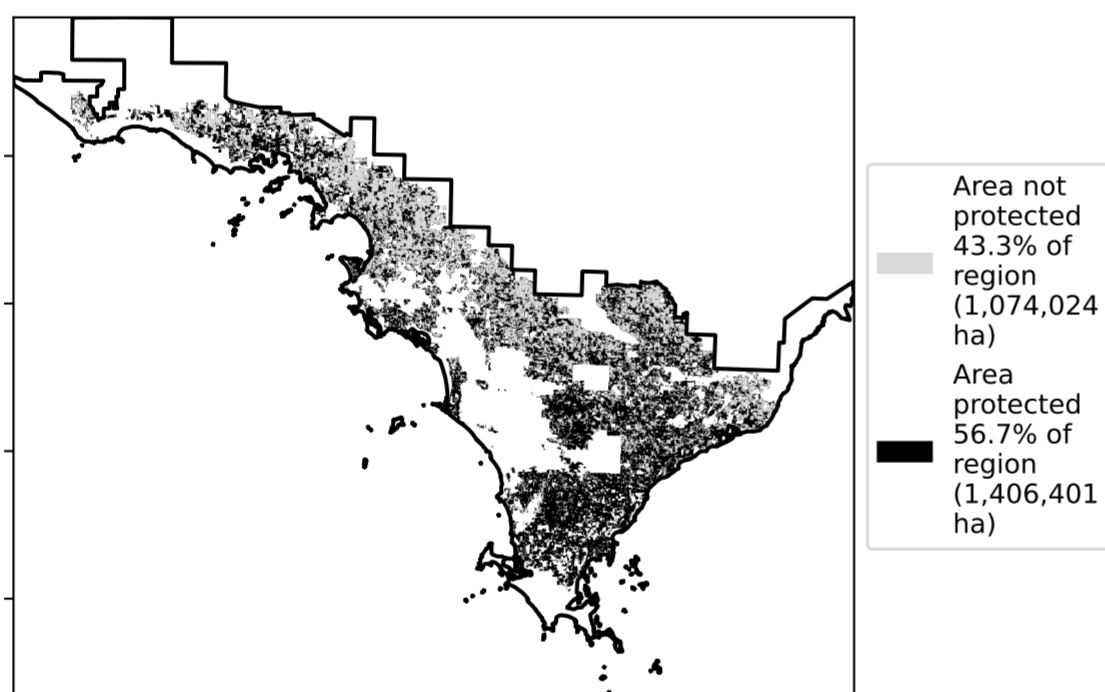 Area not
protected
43.3% of
region
(1,074,024
ha)
Area
protected
56.7% of
region
(1,406,401
ha)